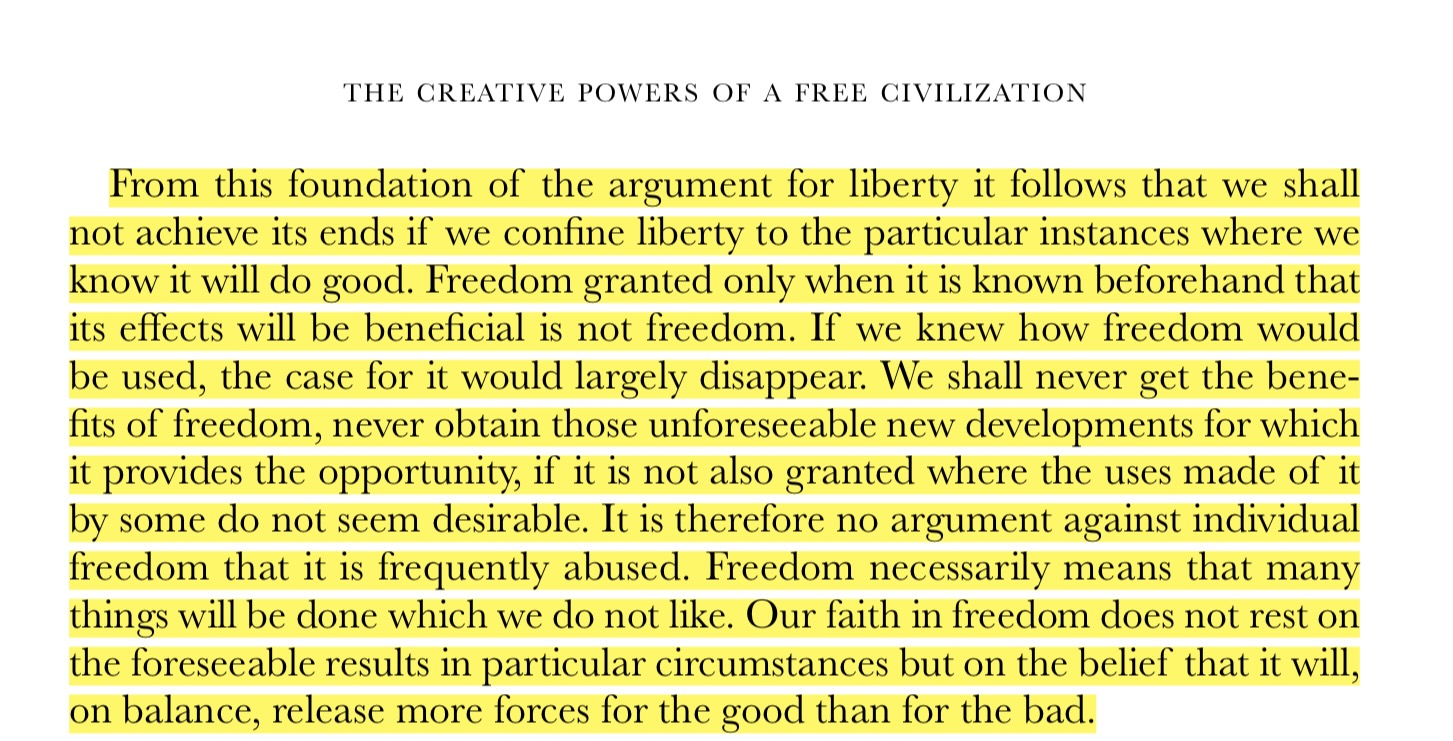 THE CREATIVE POWERS OF A FREE CIVILIZATION
From this foundation of the argument for liberty it follows that we shall
not achieve its ends if we confine liberty to the particular instances where we
know it will do good. Freedom granted only when it is known beforehand that
its effects will be beneficial is not freedom. If we knew how freedom would
be used, the case for it would largely disappear. We shall never get the bene-
fits of freedom, never obtain those unforeseeable new developments for which
it provides the opportunity, if it is not also granted where the uses made of it
by some do not seem desirable. It is therefore no argument against individual
freedom that it is frequently abused. Freedom necessarily means that many
things will be done which we do not like. Our faith in freedom does not rest on
the foreseeable results in particular circumstances but on the belief that it will,
on balance, release more forces for the good than for the bad.